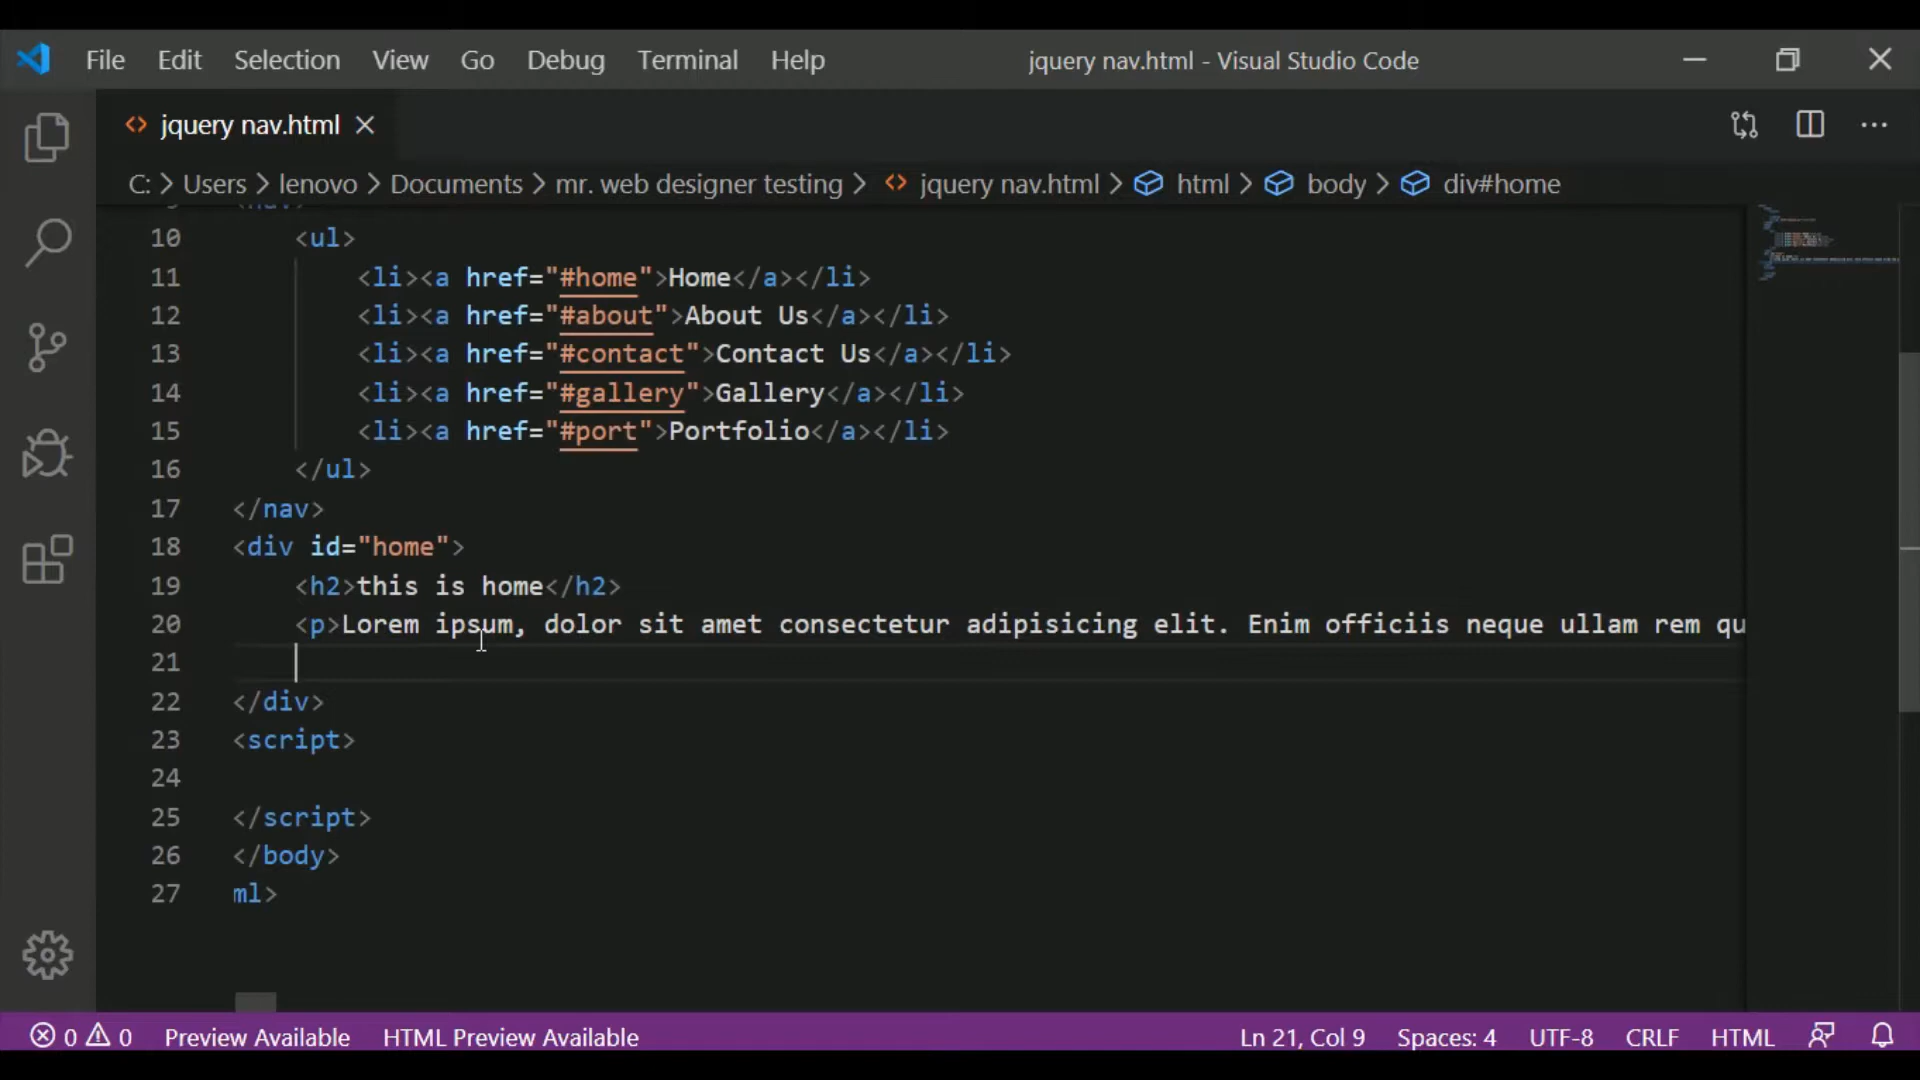 File Edit Selection View Go Debug Terminal Help jquery nav.html - Visual Studio Code
jquery nav.html
C: > Users > lenovo > Documents > mr. web designer testing > jquery nav.html > html > body > div#home
10 <ul>
11 <li><a href="#home">Home</a></li>
12 <li><a href="#about">About Us</a></li>
13 <li><a href="#contact">Contact Us</a></li>
14 <li><a href="#gallery">Gallery</a></li>
15 <li><a href="#port">Portfolio</a></li>
16 </ul>
17 </nav>
18 <div id="home">
19 <h2>this is home</h2>
20 <p>Lorem ipsum, dolor sit amet consectetur adipisicing elit. Enim officiis neque ullam rem qu
21
22 </div>
23 <script>
24
25 </script>
26 </body>
27 ml>
0 0 Preview Available HTML Preview Available Ln 21, Col 9 Spaces: 4 UTF-8 CRLF HTML